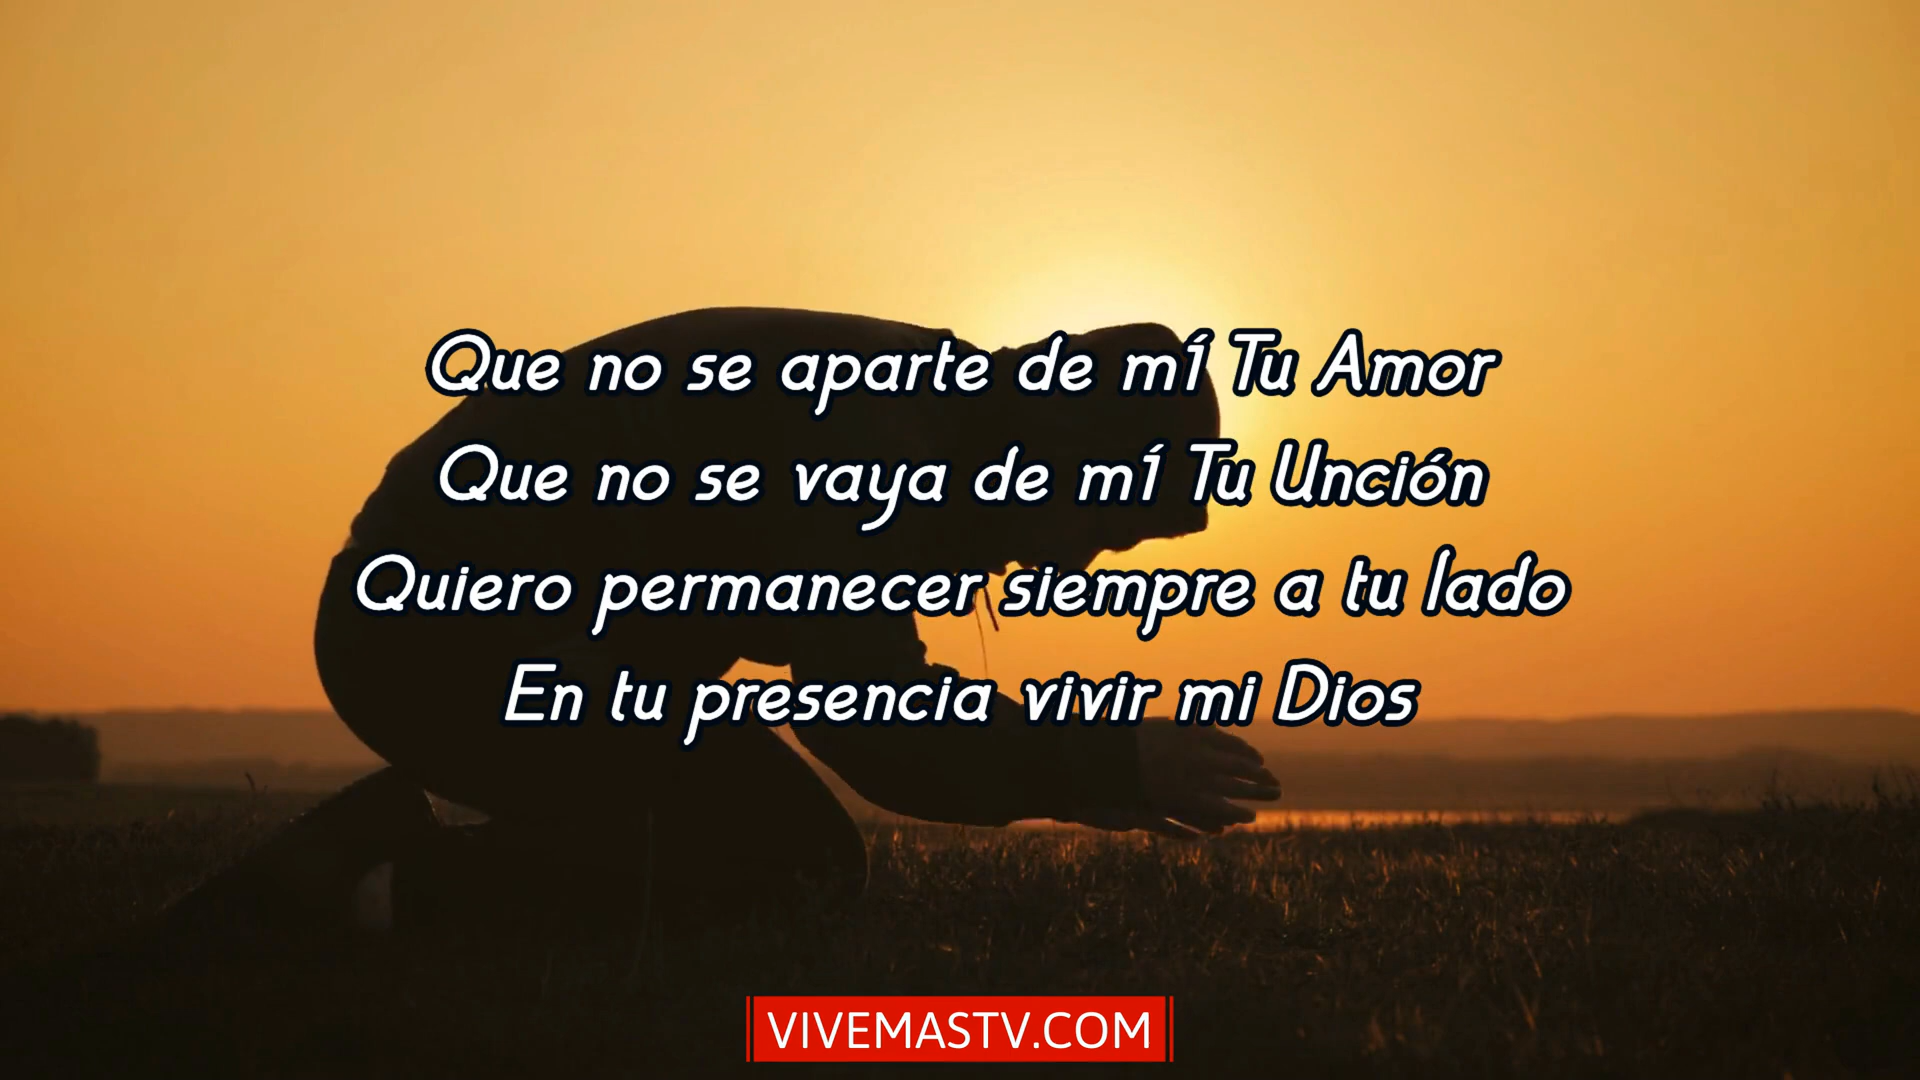 Que no se aparte de mí Tu Amor
Que no se vaya de mí Tu Unción
Quiero permanecer siempre a tu lado
En tu presencia vivir mi Dios
VIVEMASTV.COM